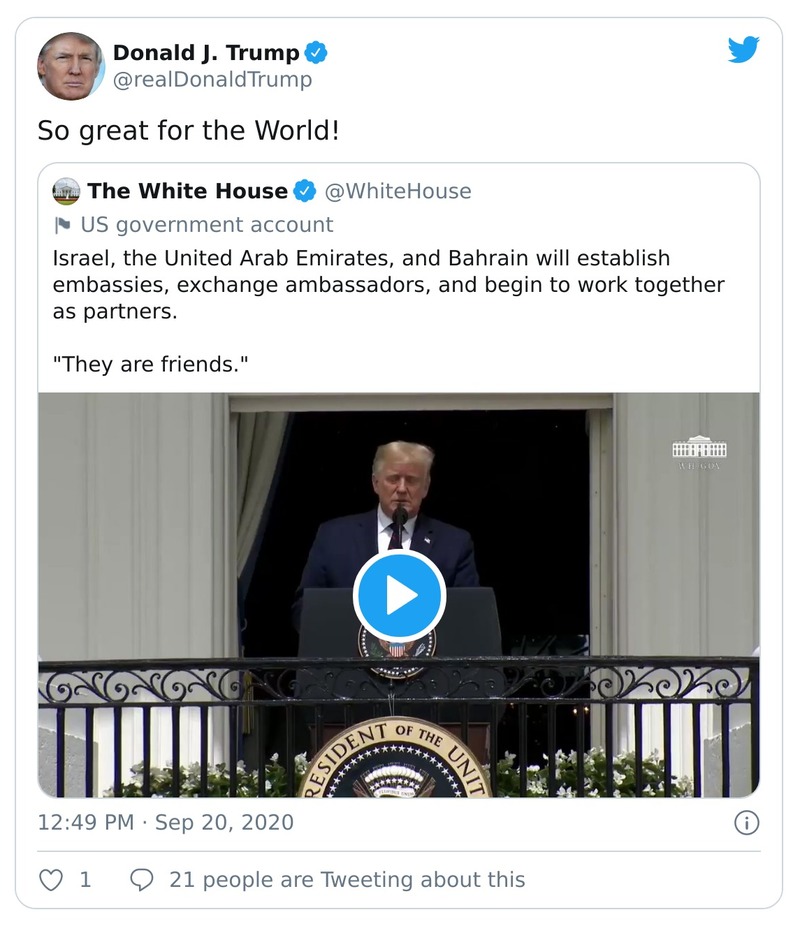 Donald J. Trump
@realDonaldTrump
So great for the World!
The White House @WhiteHouse
US government account
Israel, the United Arab Emirates, and Bahrain will establish
embassies, exchange ambassadors, and begin to work together
as partners.
"They are friends."
WH.GOV
RESIDENT OF THE UNIT
12:49 PM · Sep 20, 2020
1 21 people are Tweeting about this